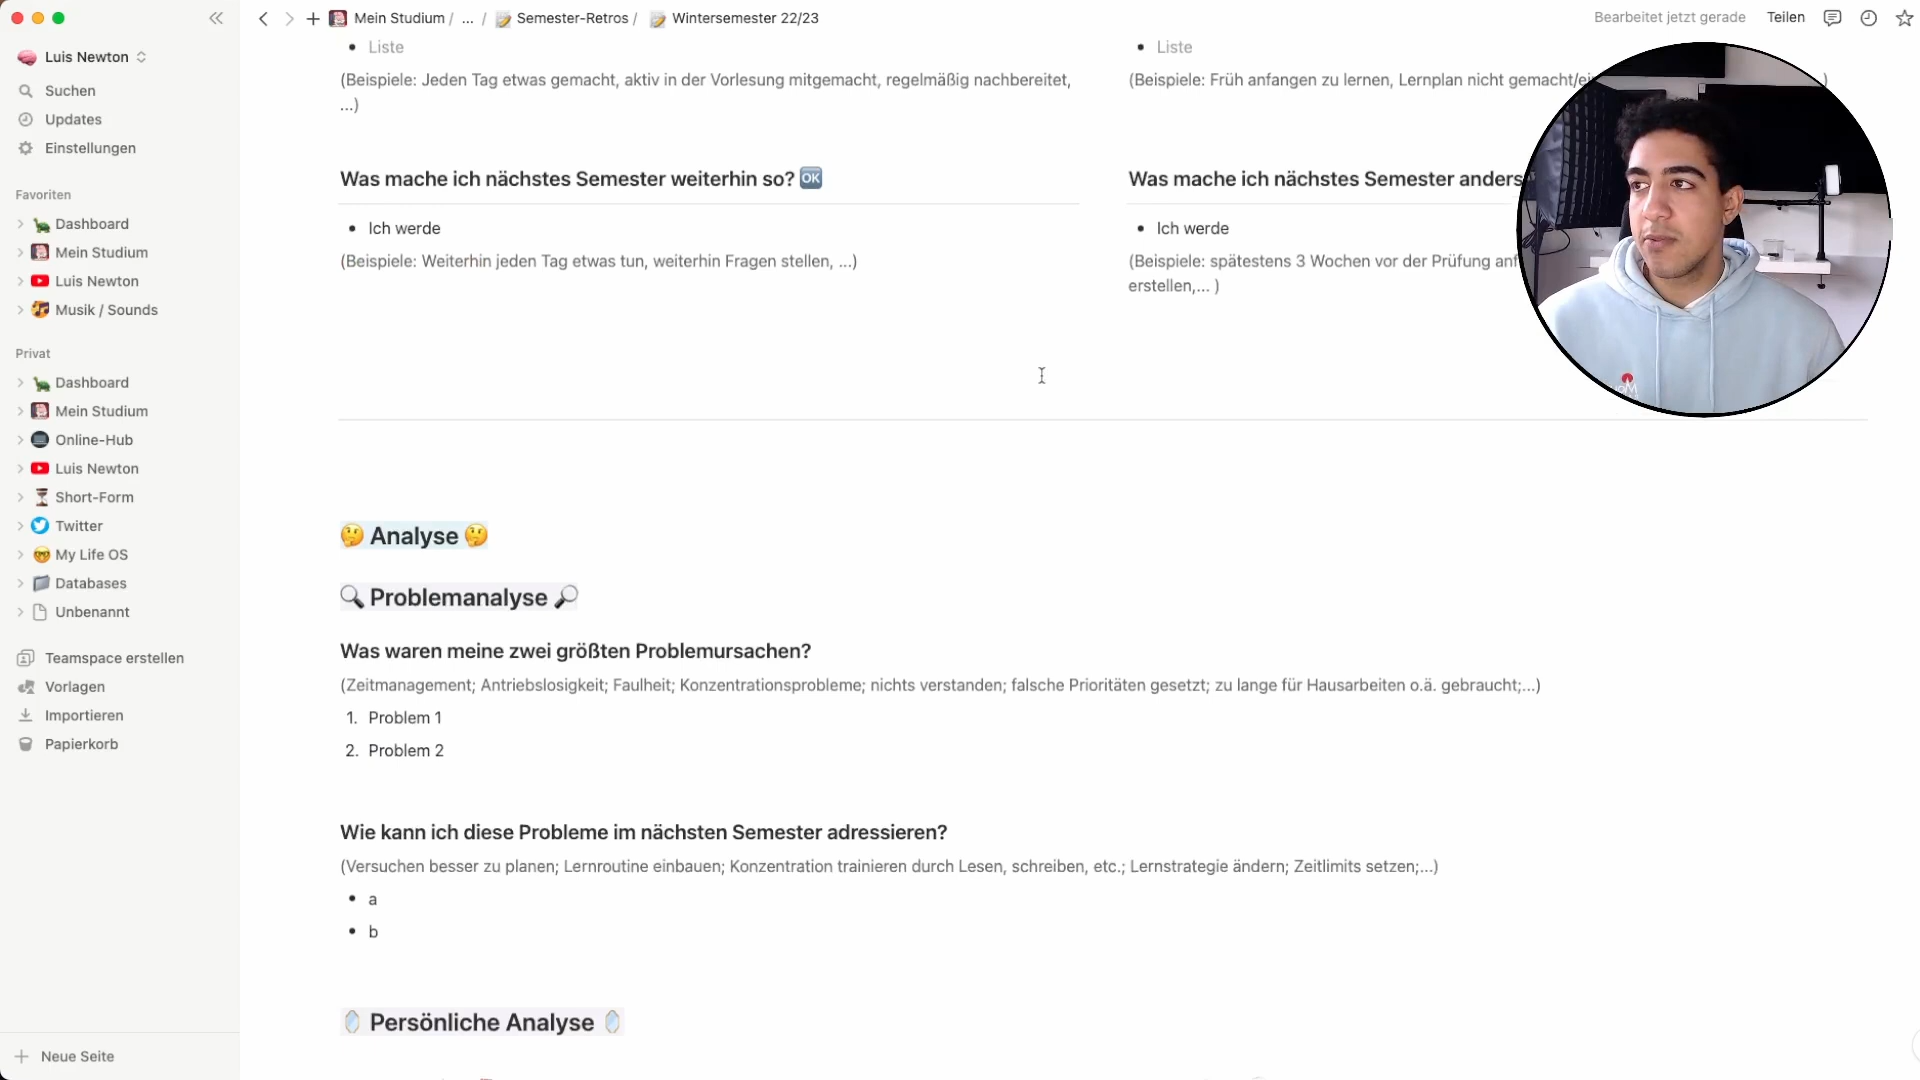 Mein Studium / ... / Semester-Retros / Wintersemester 22/23
Bearbeitet jetzt gerade Teilen
Luis Newton
Suchen
Updates
Einstellungen
Favoriten
Dashboard
Mein Studium
Luis Newton
Musik / Sounds
Privat
Dashboard
Mein Studium
Online-Hub
Luis Newton
Short-Form
Twitter
My Life OS
Databases
Unbenannt
Teamspace erstellen
Vorlagen
Importieren
Papierkorb
Neue Seite
• Liste
(Beispiele: Jeden Tag etwas gemacht, aktiv in der Vorlesung mitgemacht, regelmäßig nachbereitet,
...)
• Liste
(Beispiele: Früh anfangen zu lernen, Lernplan nicht
Was mache ich nächstes Semester weiterhin so? 🆗
• Ich werde
(Beispiele: Weiterhin jeden Tag etwas tun, weiterhin Fragen stellen, ...)
Was mache ich nächstes Semester anders
• Ich werde
(Beispiele: spätestens 3 Wochen vor der Prüfung
erstellen,... )
🤔 Analyse 🤔
🔍 Problemanalyse 🔎
Was waren meine zwei größten Problemursachen?
(Zeitmanagement; Antriebslosigkeit; Faulheit; Konzentrationsprobleme; nichts verstanden; falsche Prioritäten gesetzt; zu lange für Hausarbeiten o.ä. gebraucht;...)
1. Problem 1
2. Problem 2
Wie kann ich diese Probleme im nächsten Semester adressieren?
(Versuchen besser zu planen; Lernroutine einbauen; Konzentration trainieren durch Lesen, schreiben, etc.; Lernstrategie ändern; Zeitlimits setzen;...)
• a
• b
🪞 Persönliche Analyse 🪞